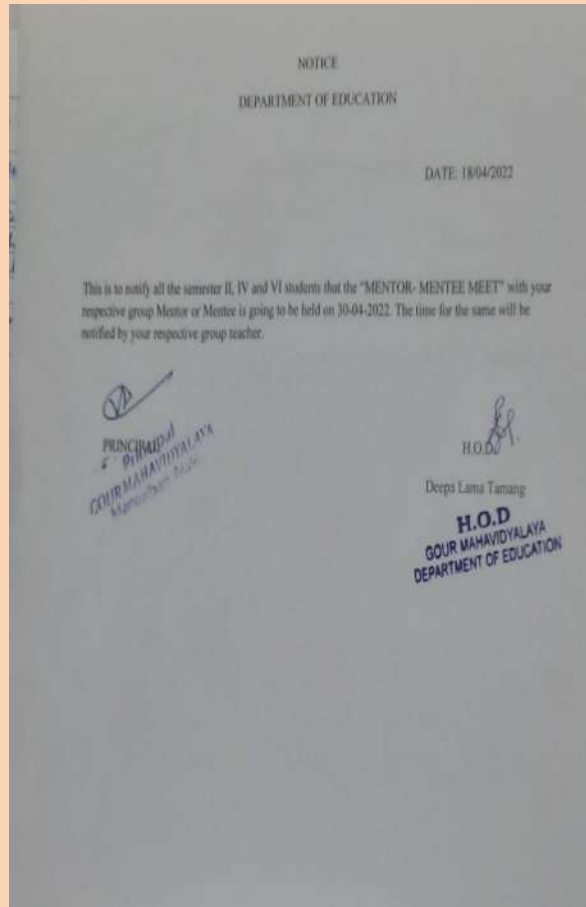 NOTICE
DEPARTMENT OF EDUCATION
DATE: 18/04/2022
This is to notify all the semester II, IV and VI students that the "MENTOR- MENTEE MEET" with your
respective group Mentor or Mentee is going to be held on 30-04-2022. The time for the same will be
notified by your respective group teacher.
PRINCIPAL
Principal
GOUR MAHAVIDYALAYA
H.O.D
Deepa Lama Tamang
H.O.D
GOUR MAHAVIDYALAYA
DEPARTMENT OF EDUCATION